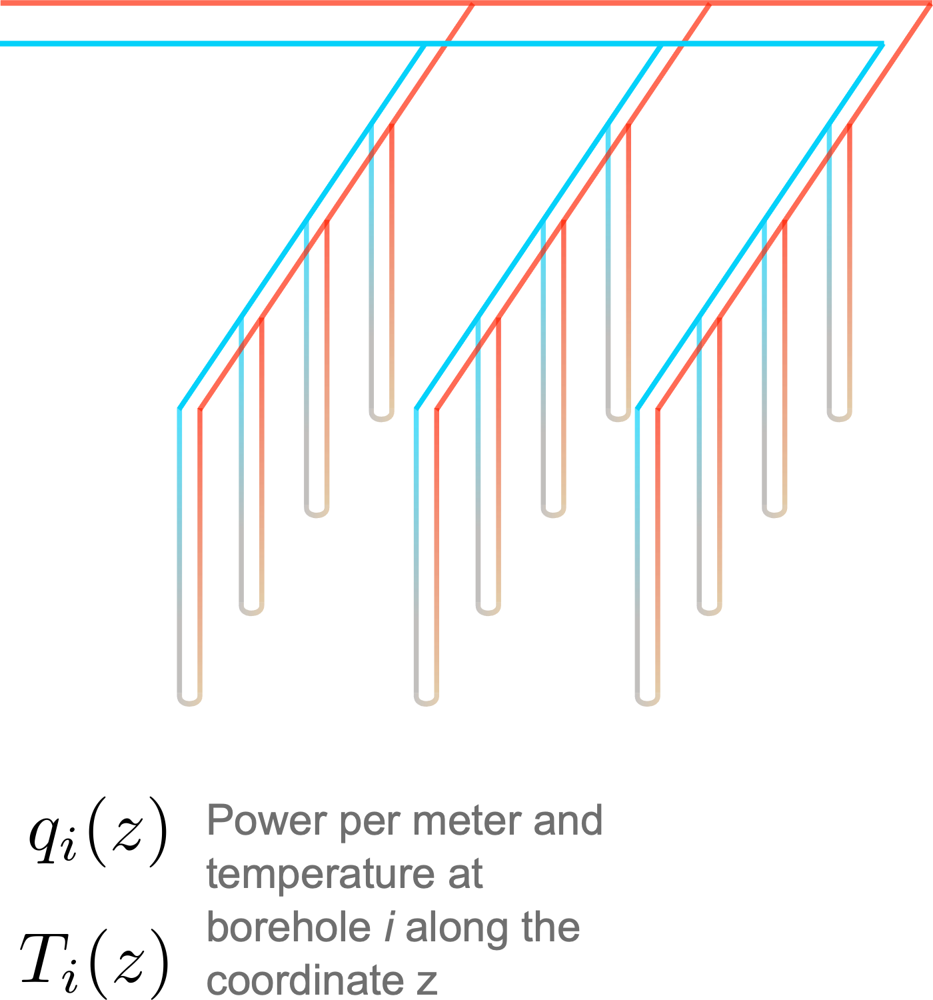 q_i(z) Power per meter and
temperature at
borehole i along the
T_i(z) coordinate z